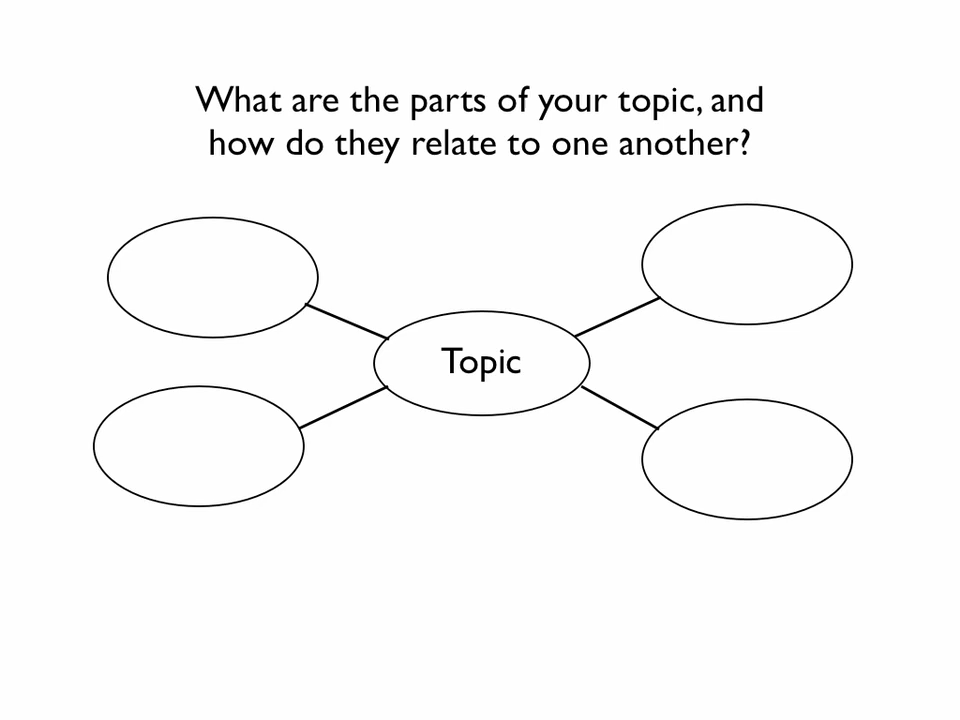 What are the parts of your topic, and
how do they relate to one another?
Topic